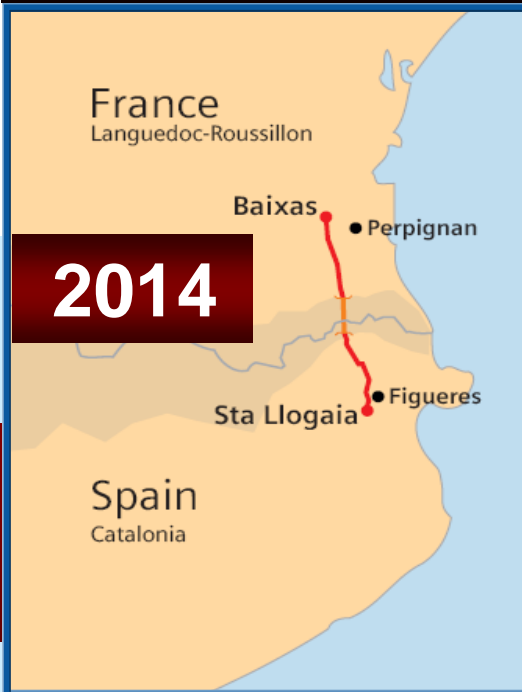 France
Languedoc-Roussillon
Baixas
Perpignan
2014
Figueres
Sta Llogaia
Spain
Catalonia